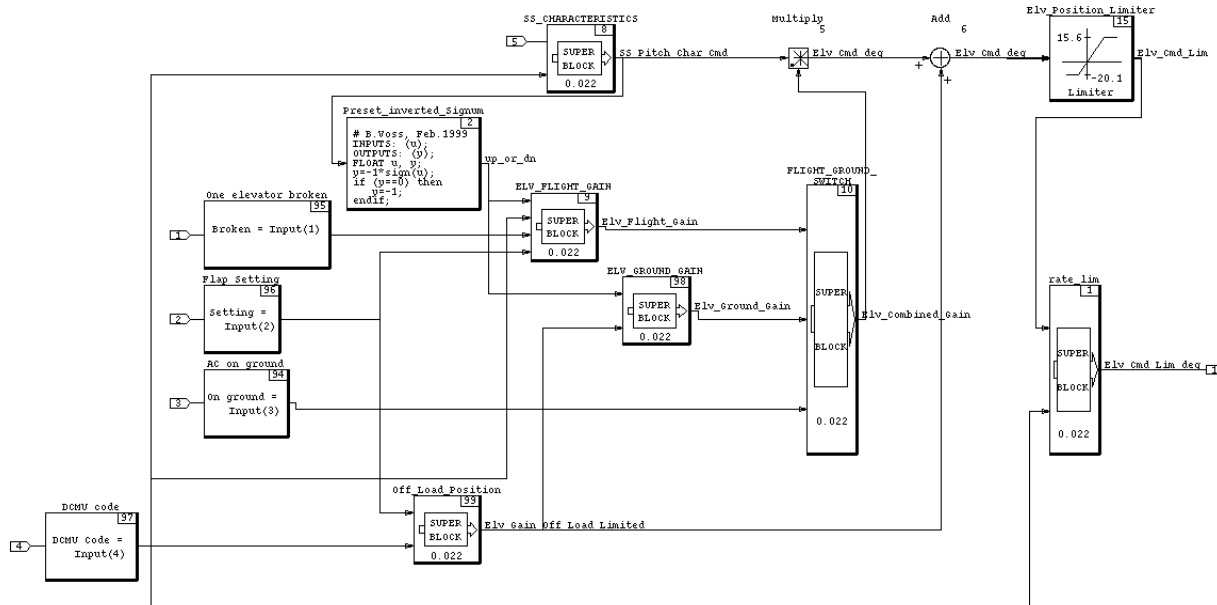 SS_CHARACTERISTICS
8
5
SUPER
BLOCK
0.022
SS Pitch Char Cmd
Multiply
5
Elv Cmd deg
Add
6
+
+
Elv Cmd deg
Elv_Position_Limiter
15
15.6
-20.1
Limiter
Elv_Cmd_Lim
Preset_inverted_Signum
2
# B.Voss, Feb.1999
INPUTS: (u);
OUTPUTS: (y);
FLOAT u, y;
y=-1*sign(u);
if (y==0) then
y=-1;
endif;
up_or_dn
One elevator broken
95
1
Broken = Input(1)
ELV_FLIGHT_GAIN
9
SUPER
BLOCK
0.022
Elv_Flight_Gain
FLIGHT_GROUND_
SWITCH
10
SUPER
BLOCK
0.022
Elv_Combined_Gain
Flap Setting
96
2
Setting =
Input(2)
ELV_GROUND_GAIN
98
SUPER
BLOCK
0.022
Elv_Ground_Gain
rate_lim
1
SUPER
BLOCK
0.022
Elv Cmd Lim deg
1
AC on ground
94
3
On ground =
Input(3)
Off_Load_Position
99
SUPER
BLOCK
0.022
Elv Gain Off Load Limited
DCMU code
97
4
DCMU Code =
Input(4)